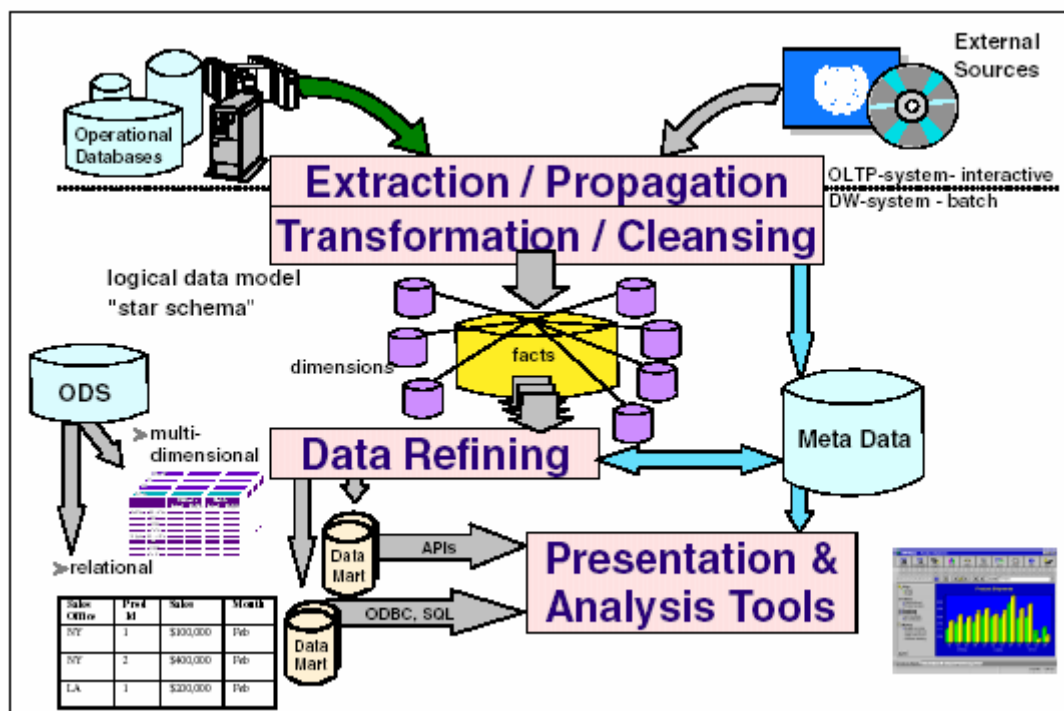 Operational
Databases
External
Sources
Extraction / Propagation
OLTP-system- interactive
DW-system - batch
Transformation / Cleansing
logical data model
"star schema"
dimensions
facts
ODS
multi-
dimensional
relational
Data Refining
Meta Data
Data
Mart
APIs
Data
Mart
ODBC, SQL
Presentation &
Analysis Tools
Sales Office Prod Id Sales Month
NY 1 $100,000 Feb
NY 2 $400,000 Feb
LA 1 $200,000 Feb